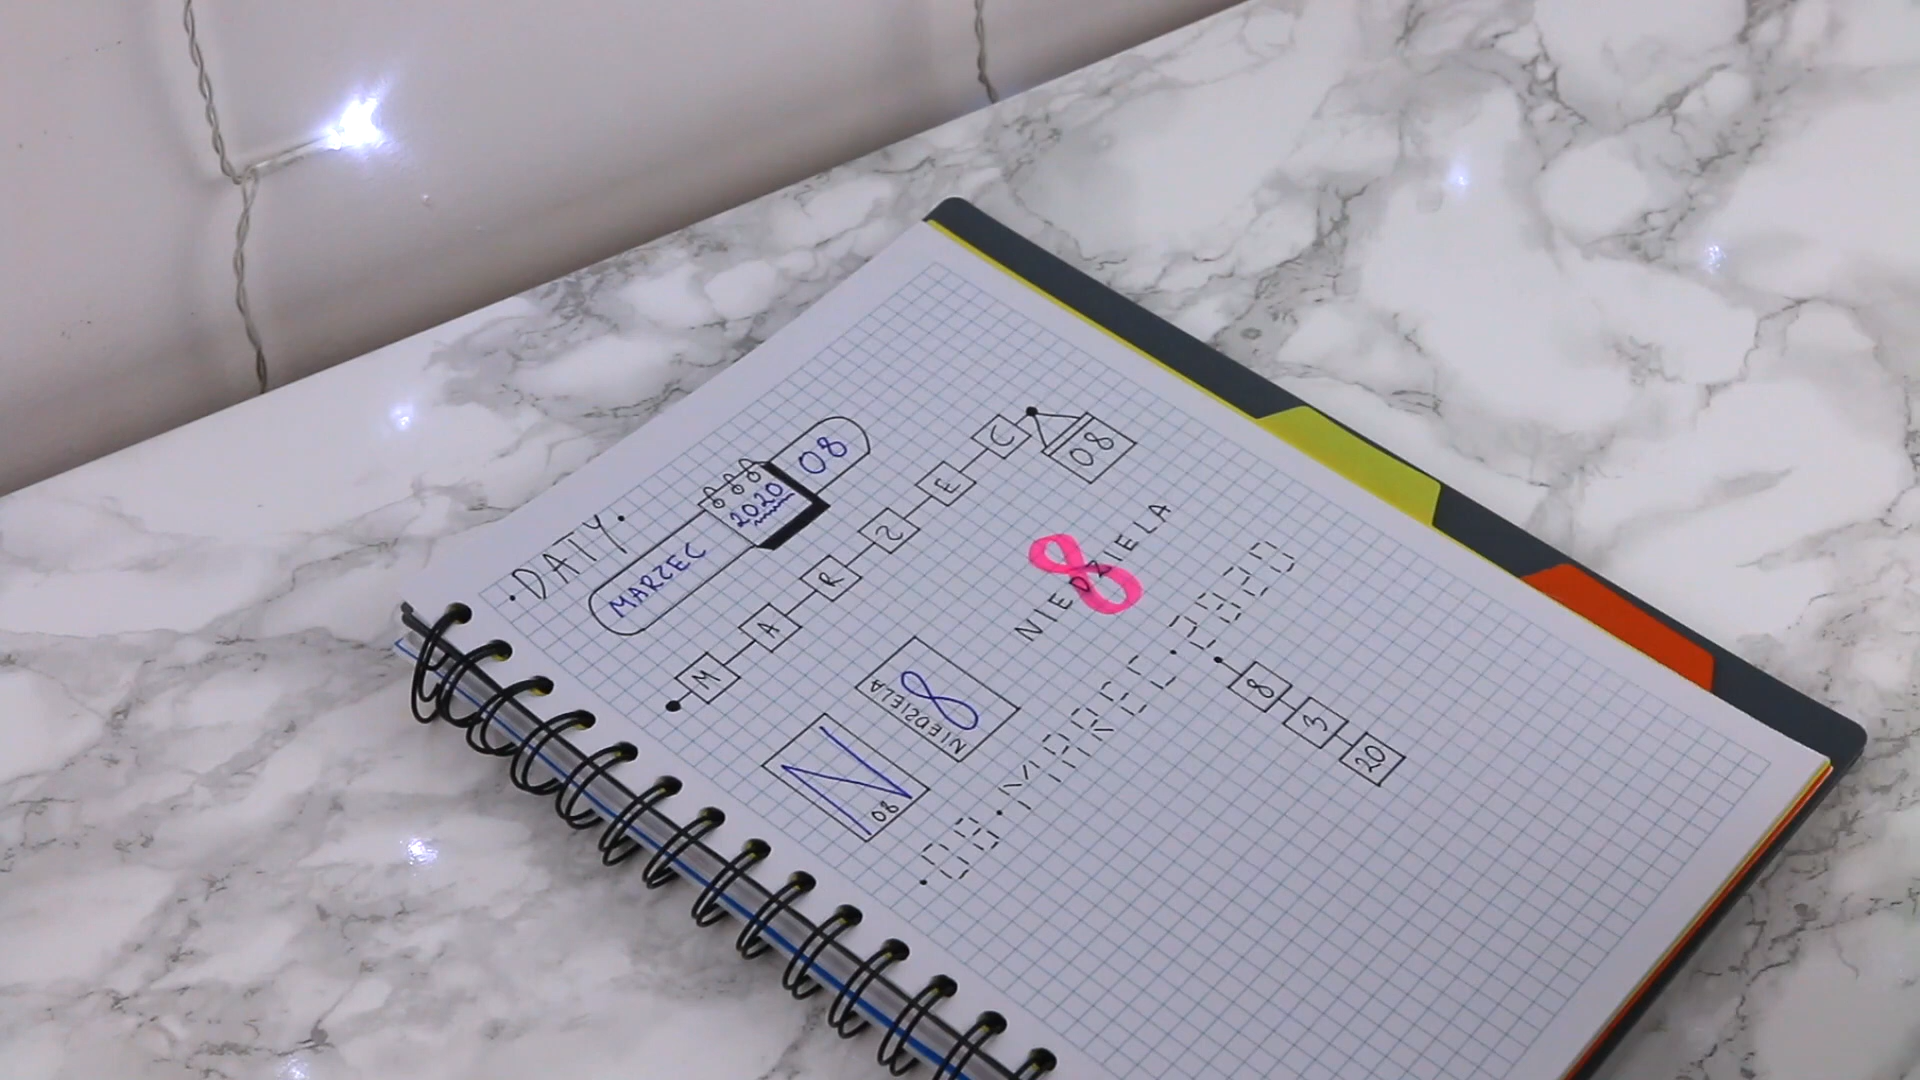 ·DATY·
MARZEC 2020 08
M A R Z E C 08
N 08
NIEDZIELA 8
8 NIEDZIELA
8 3 20